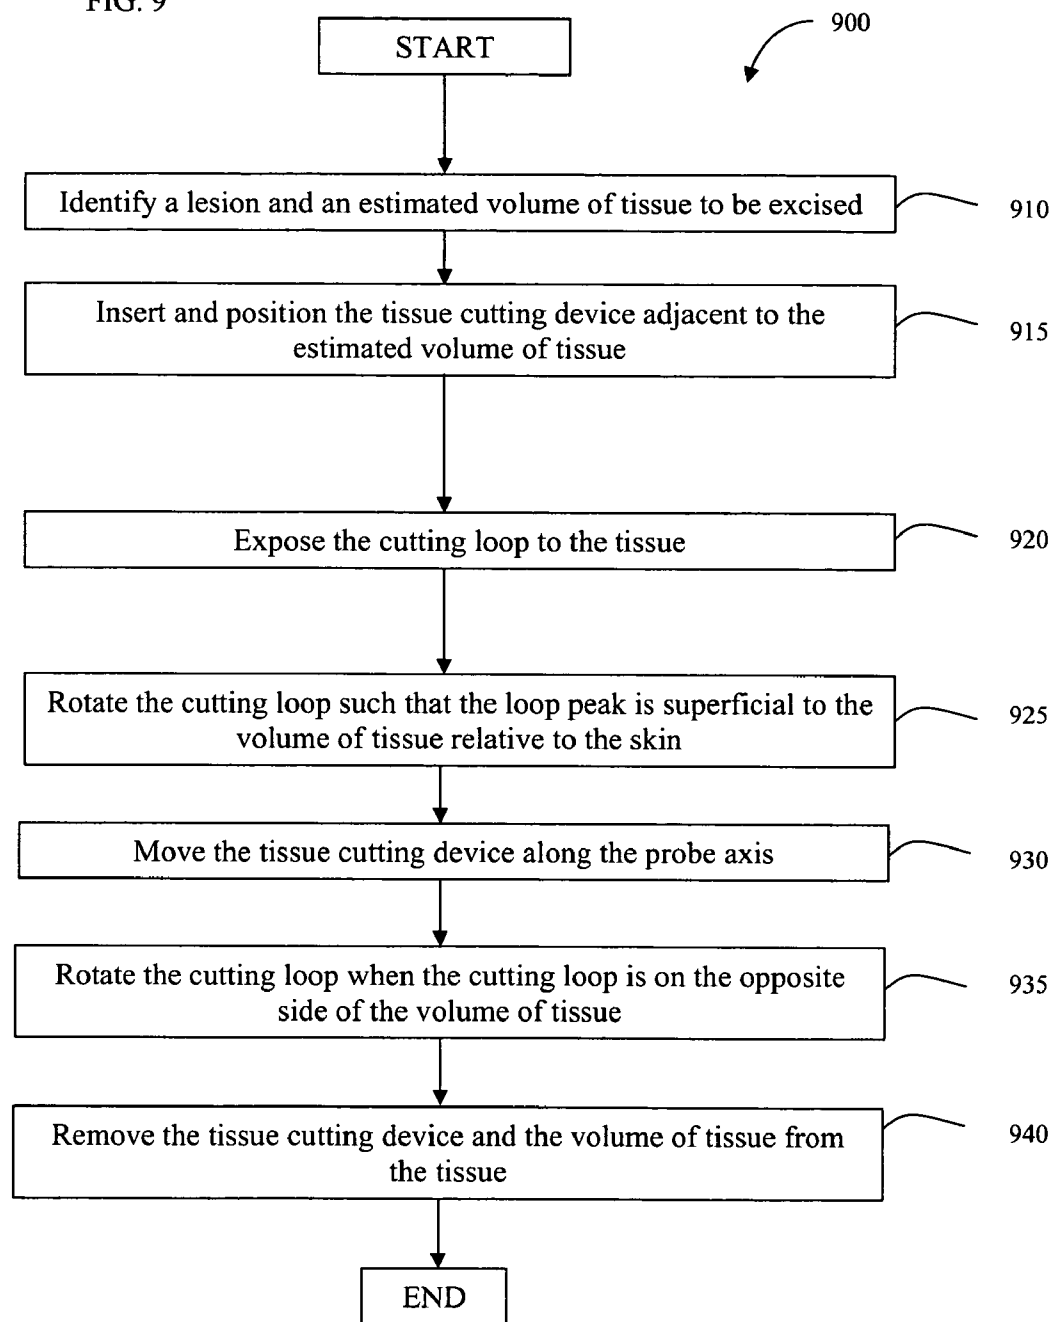 FIG. 9
900
START
Identify a lesion and an estimated volume of tissue to be excised
910
Insert and position the tissue cutting device adjacent to the
estimated volume of tissue
915
Expose the cutting loop to the tissue
920
Rotate the cutting loop such that the loop peak is superficial to the
volume of tissue relative to the skin
925
Move the tissue cutting device along the probe axis
930
Rotate the cutting loop when the cutting loop is on the opposite
side of the volume of tissue
935
Remove the tissue cutting device and the volume of tissue from
the tissue
940
END